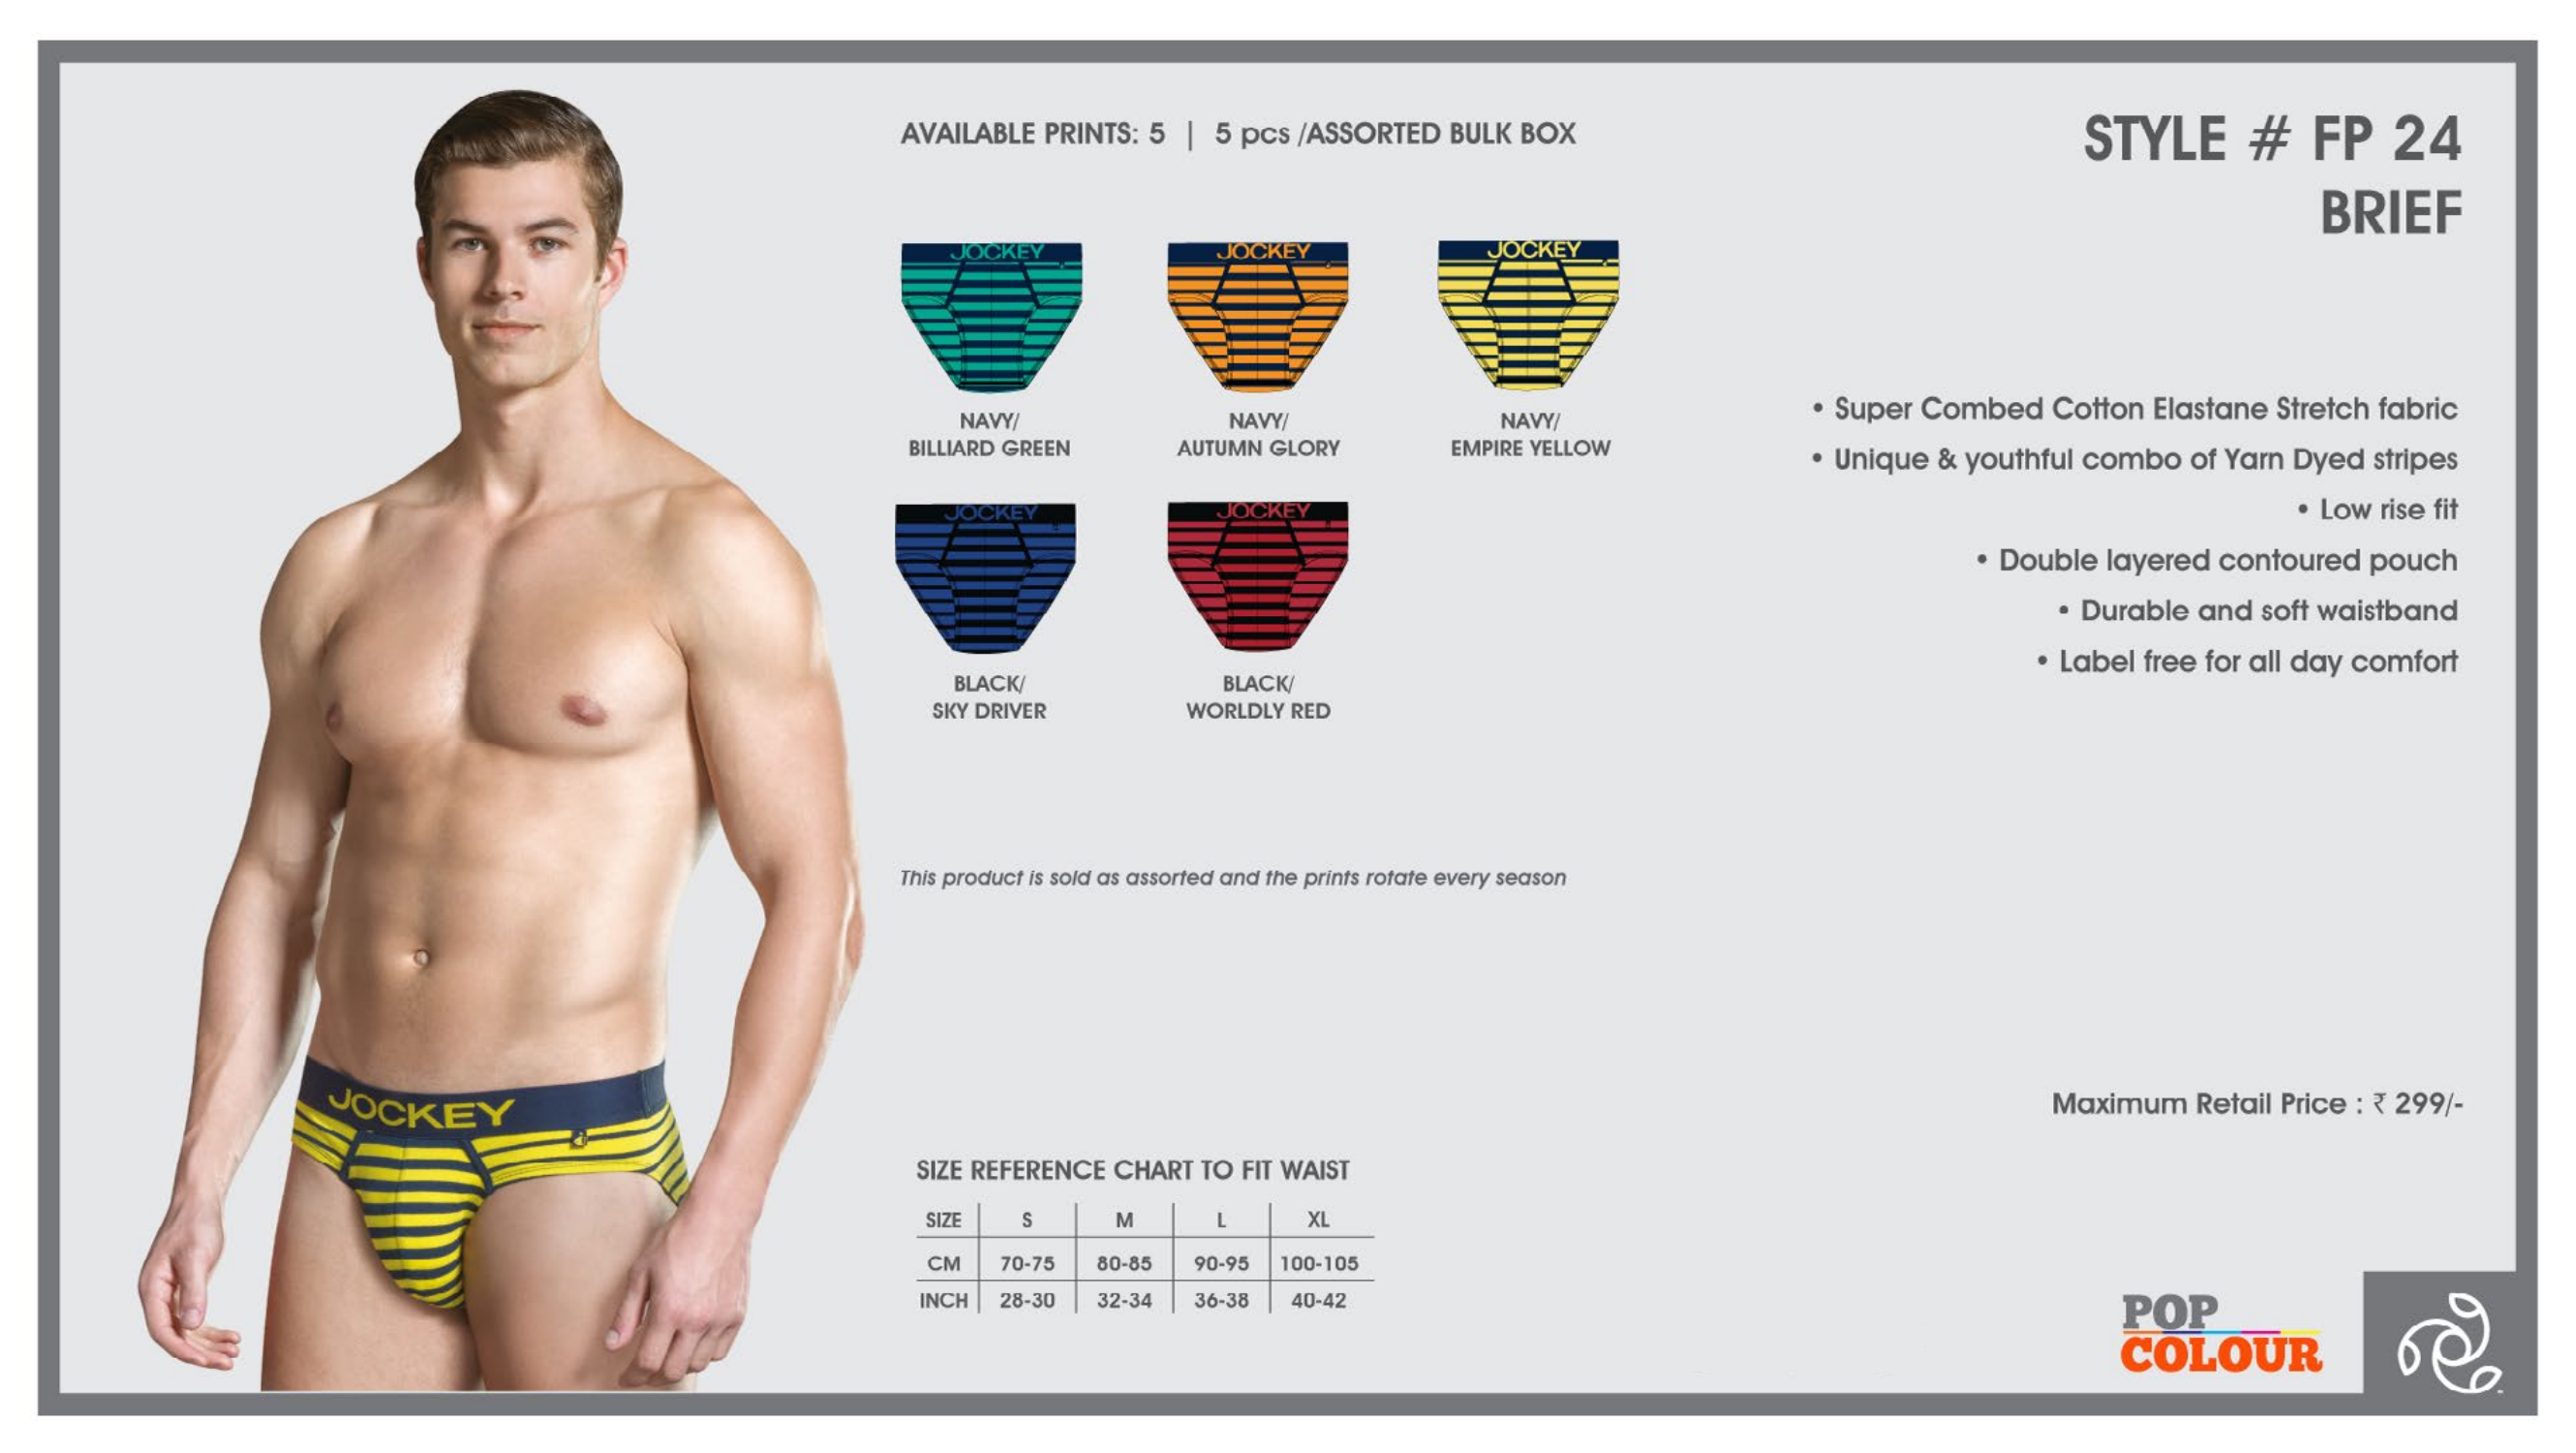 AVAILABLE PRINTS: 5 | 5 pcs /ASSORTED BULK BOX
STYLE # FP 24
BRIEF
JOCKEY
JOCKEY
JOCKEY
NAVY/
BILLIARD GREEN
NAVY/
AUTUMN GLORY
NAVY/
EMPIRE YELLOW
JOCKEY
JOCKEY
BLACK/
SKY DRIVER
BLACK/
WORLDLY RED
• Super Combed Cotton Elastane Stretch fabric
• Unique & youthful combo of Yarn Dyed stripes
• Low rise fit
• Double layered contoured pouch
• Durable and soft waistband
• Label free for all day comfort
This product is sold as assorted and the prints rotate every season
JOCKEY
Maximum Retail Price : ₹ 299/-
SIZE REFERENCE CHART TO FIT WAIST
SIZE S M L XL
CM 70-75 80-85 90-95 100-105
INCH 28-30 32-34 36-38 40-42
POP
COLOUR